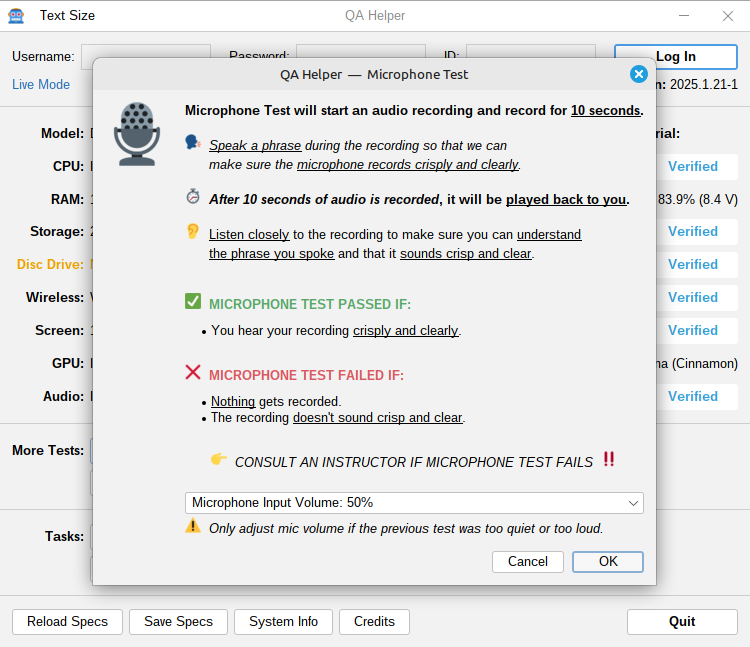 Text Size
QA Helper
Username:
Password:
ID:
Log In
Live Mode
2025.1.21-1
QA Helper — Microphone Test
Microphone Test will start an audio recording and record for 10 seconds.
Speak a phrase during the recording so that we can
make sure the microphone records crisply and clearly.
After 10 seconds of audio is recorded, it will be played back to you.
Listen closely to the recording to make sure you can understand
the phrase you spoke and that it sounds crisp and clear.
MICROPHONE TEST PASSED IF:
• You hear your recording crisply and clearly.
MICROPHONE TEST FAILED IF:
• Nothing gets recorded.
• The recording doesn't sound crisp and clear.
CONSULT AN INSTRUCTOR IF MICROPHONE TEST FAILS
Microphone Input Volume: 50%
Only adjust mic volume if the previous test was too quiet or too loud.
Cancel
OK
Model:
CPU:
Verified
RAM:
83.9% (8.4 V)
Storage:
Verified
Disc Drive:
Verified
Wireless:
Verified
Screen:
Verified
GPU:
(Cinnamon)
Audio:
Verified
More Tests:
Tasks:
Reload Specs
Save Specs
System Info
Credits
Quit